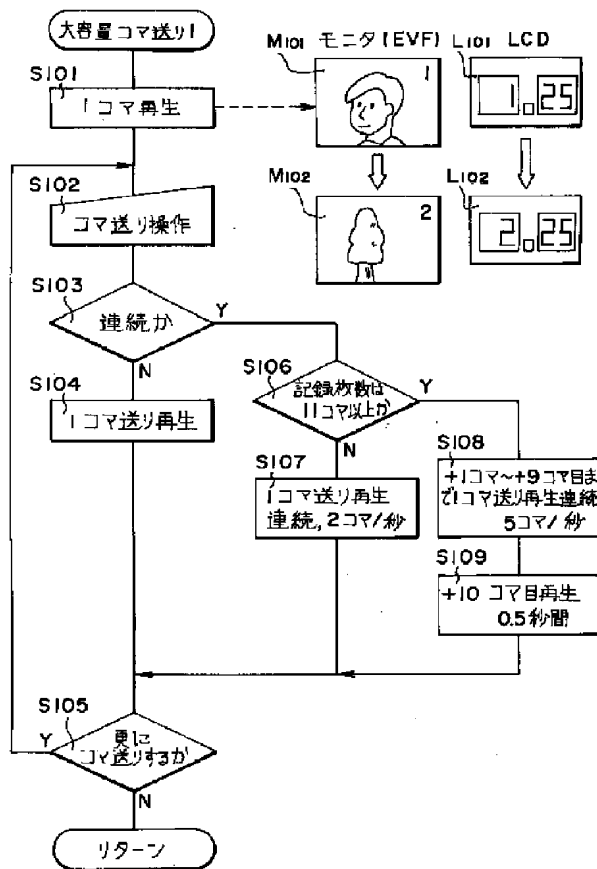 大容量コマ送り1
S101
1コマ再生
M101 モニタ(EVF)
1
L101 LCD
1.25
M102
2
L102
2.25
S102
コマ送り操作
S103
連続か
Y
N
S104
1コマ送り再生
S106
記録枚数は
11コマ以上か
Y
N
S107
1コマ送り再生
連続,2コマ/秒
S108
+1コマ~+9コマ目ま
で1コマ送り再生連続
5コマ/秒
S109
+10 コマ目再生
0.5秒間
S105
更に
コマ送りするか
Y
N
リターン